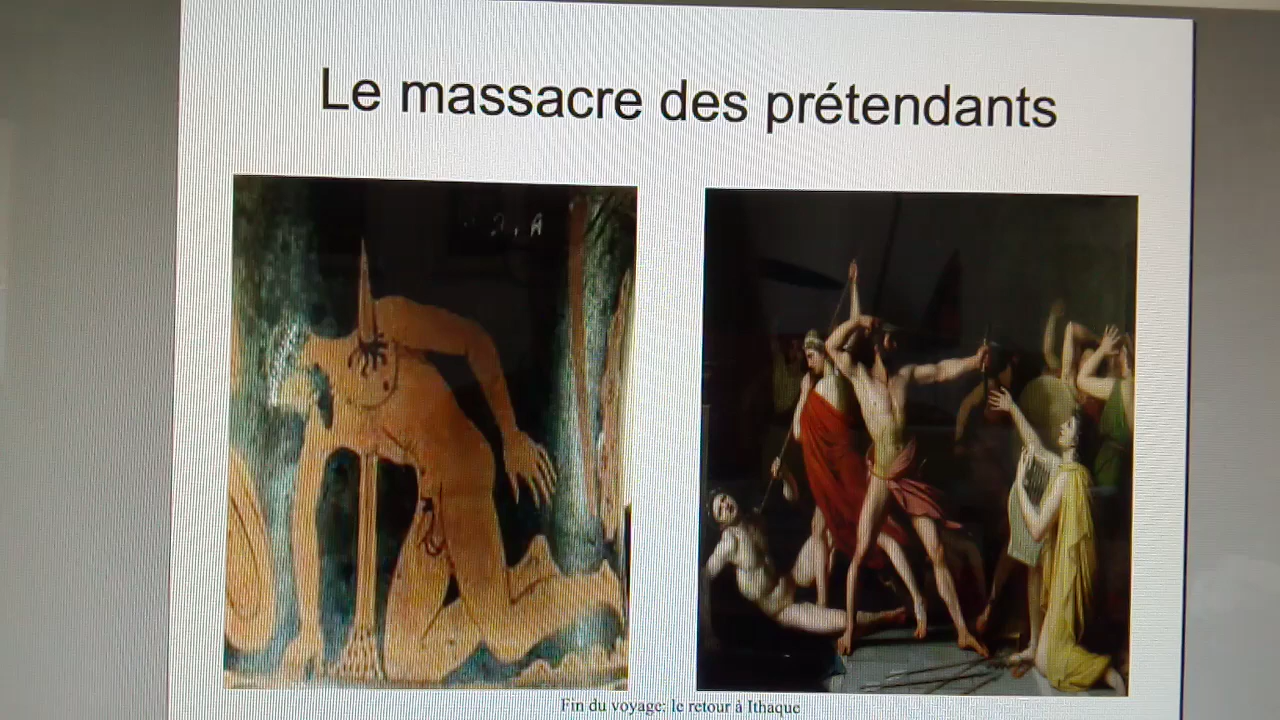 Le massacre des prétendants
Fin du voyage: le retour à Ithaque